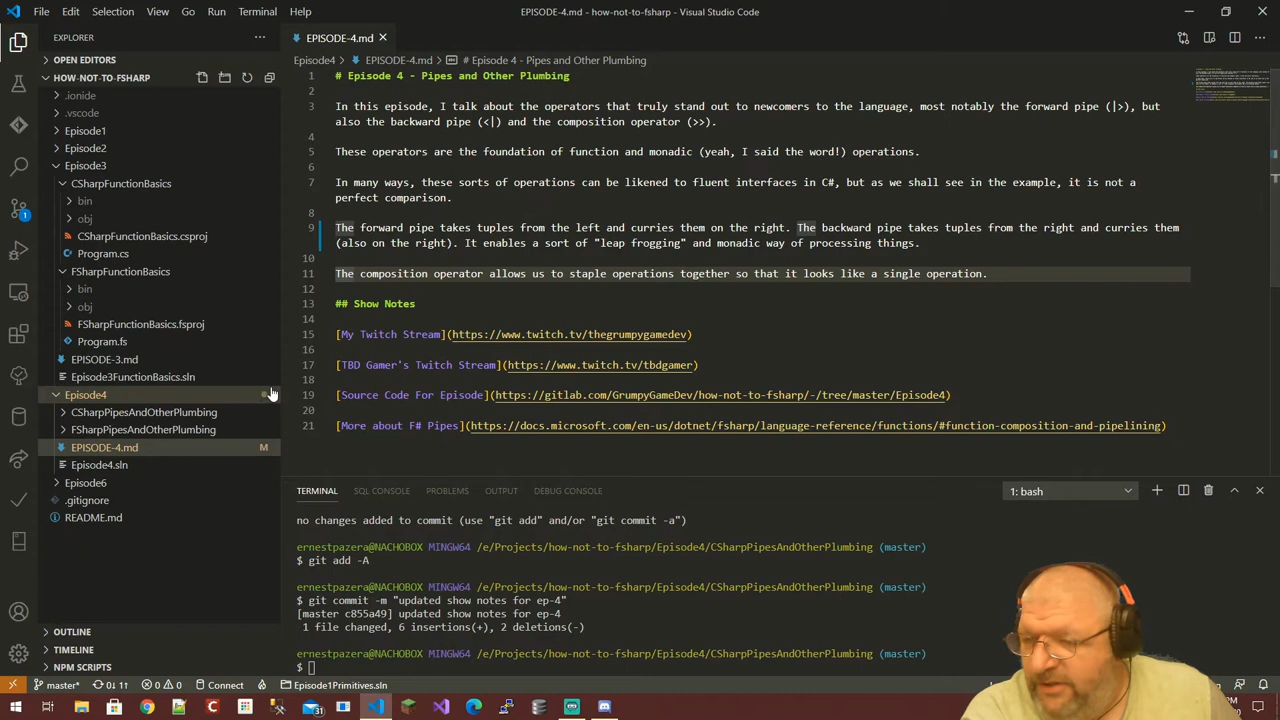 File Edit Selection View Go Run Terminal Help
EPISODE-4.md - how-not-to-fsharp - Visual Studio Code
EXPLORER
OPEN EDITORS
HOW-NOT-TO-FSHARP
.ionide
.vscode
Episode1
Episode2
Episode3
CSharpFunctionBasics
bin
obj
CSharpFunctionBasics.csproj
Program.cs
FSharpFunctionBasics
bin
obj
FSharpFunctionBasics.fsproj
Program.fs
EPISODE-3.md
Episode3FunctionBasics.sln
Episode4
CSharpPipesAndOtherPlumbing
FSharpPipesAndOtherPlumbing
EPISODE-4.md M
Episode4.sln
Episode6
.gitignore
README.md
OUTLINE
TIMELINE
NPM SCRIPTS
EPISODE-4.md
Episode4 > EPISODE-4.md > # Episode 4 - Pipes and Other Plumbing
1 # Episode 4 - Pipes and Other Plumbing
2
3 In this episode, I talk about the operators that truly stand out to newcomers to the language, most notably the forward pipe (|>), but
also the backward pipe (<|) and the composition operator (>>).
4
5 These operators are the foundation of function and monadic (yeah, I said the word!) operations.
6
7 In many ways, these sorts of operations can be likened to fluent interfaces in C#, but as we shall see in the example, it is not a
perfect comparison.
8
9 The forward pipe takes tuples from the left and curries them on the right. The backward pipe takes tuples from the right and curries them
(also on the right). It enables a sort of "leap frogging" and monadic way of processing things.
10
11 The composition operator allows us to staple operations together so that it looks like a single operation.
12
13 ## Show Notes
14
15 [My Twitch Stream](https://www.twitch.tv/thegrumpygamedev)
16
17 [TBD Gamer's Twitch Stream](https://www.twitch.tv/tbdgamer)
18
19 [Source Code For Episode](https://gitlab.com/GrumpyGameDev/how-not-to-fsharp/-/tree/master/Episode4)
20
21 [More about F# Pipes](https://docs.microsoft.com/en-us/dotnet/fsharp/language-reference/functions/#function-composition-and-pipelining)
TERMINAL SQL CONSOLE PROBLEMS OUTPUT DEBUG CONSOLE
1: bash
no changes added to commit (use "git add" and/or "git commit -a")
ernestpazera@NACHOBOX MINGW64 /e/Projects/how-not-to-fsharp/Episode4/CSharpPipesAndOtherPlumbing (master)
$ git add -A
ernestpazera@NACHOBOX MINGW64 /e/Projects/how-not-to-fsharp/Episode4/CSharpPipesAndOtherPlumbing (master)
$ git commit -m "updated show notes for ep-4"
[master c855a49] updated show notes for ep-4
1 file changed, 6 insertions(+), 2 deletions(-)
ernestpazera@NACHOBOX MINGW64 /e/Projects/how-not-to-fsharp/Episode4/CSharpPipesAndOtherPlumbing (master)
$
1
master* 0↓ 1↑ 0 0 Connect Episode1Primitives.sln
31